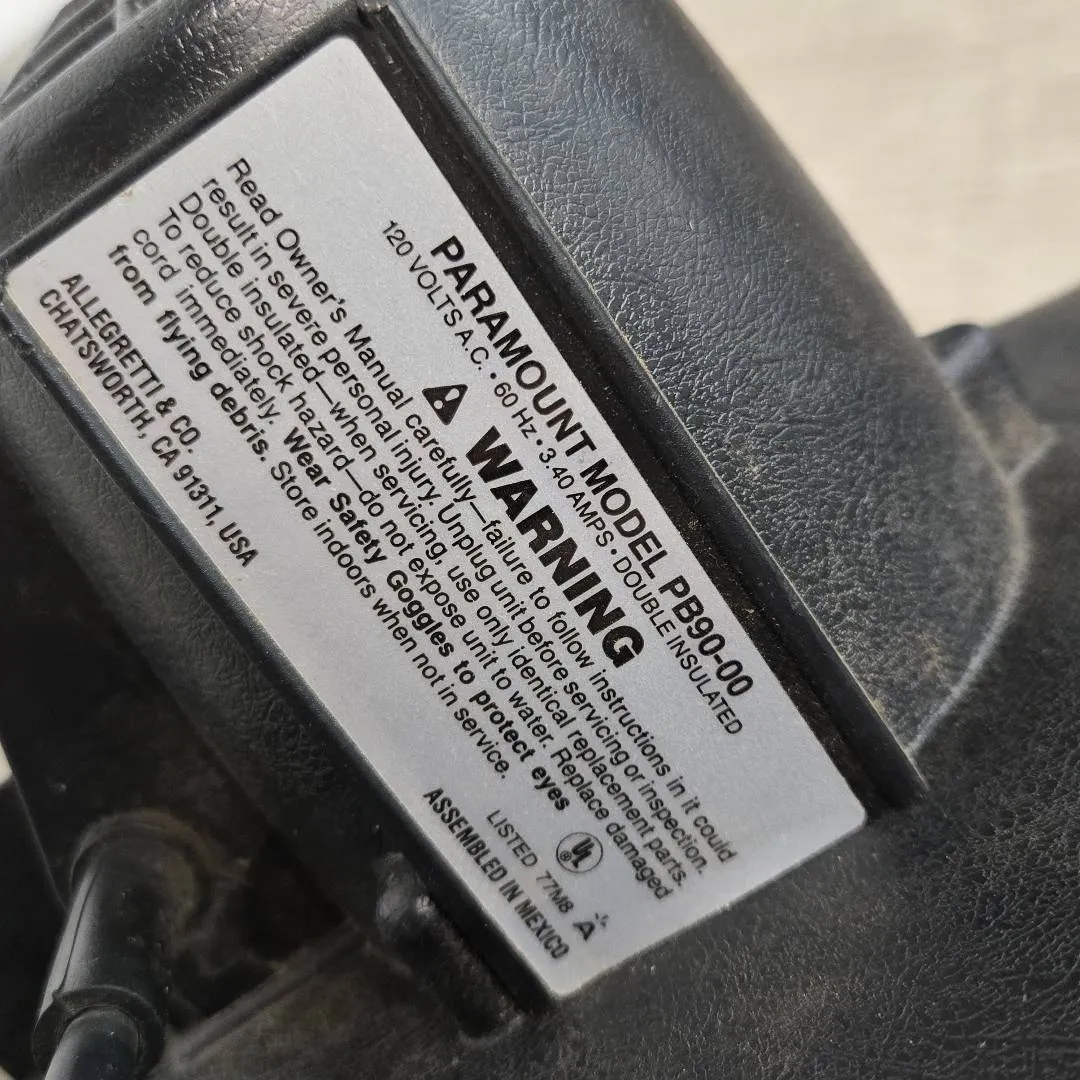 PARAMOUNT MODEL PB90-00
120 VOLTS A.C. • 60 Hz • 3.40 AMPS • DOUBLE INSULATED
WARNING
Read Owner's Manual carefully—failure to follow instructions in it could
result in severe personal injury. Unplug unit before servicing or inspection.
Double insulated—when servicing, use only identical replacement parts.
To reduce shock hazard—do not expose unit to water. Replace damaged
cord immediately. Wear Safety Goggles to protect eyes
from flying debris. Store indoors when not in service.
ALLEGRETTI & CO.
CHATSWORTH, CA 91311, USA
UL
LISTED 77M8 A
ASSEMBLED IN MEXICO